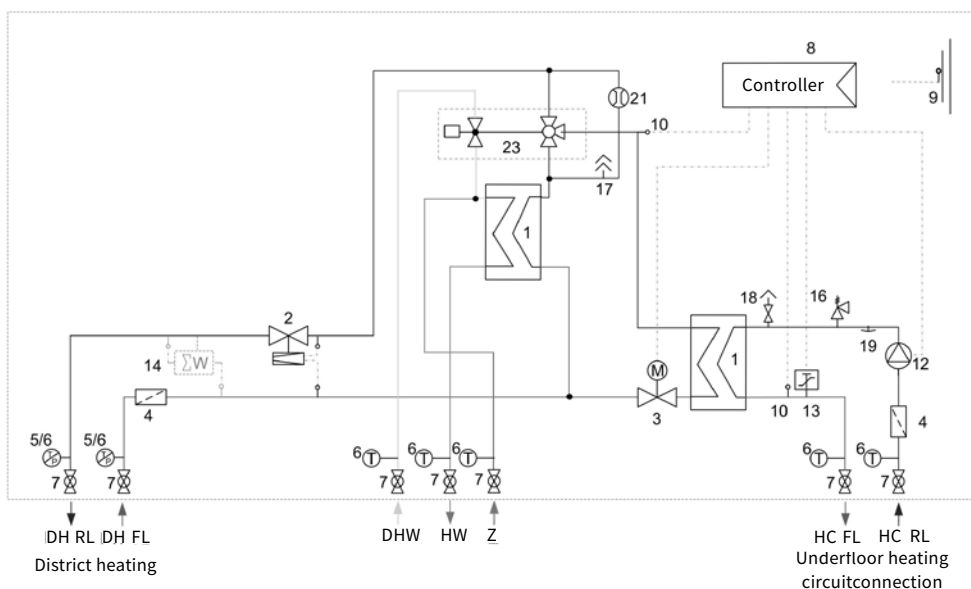 8
Controller
9
21
10
23
17
1
18
16
2
14
ΣW
1
19
12
M
4
3
10
13
4
5/6
5/6
T/P
T/P
6
T
6
T
6
T
6
T
6
T
7
7
7
7
7
7
7
DH RL
DH FL
DHW
HW
Z
HC FL
HC RL
District heating
Underfloor heating
circuitconnection